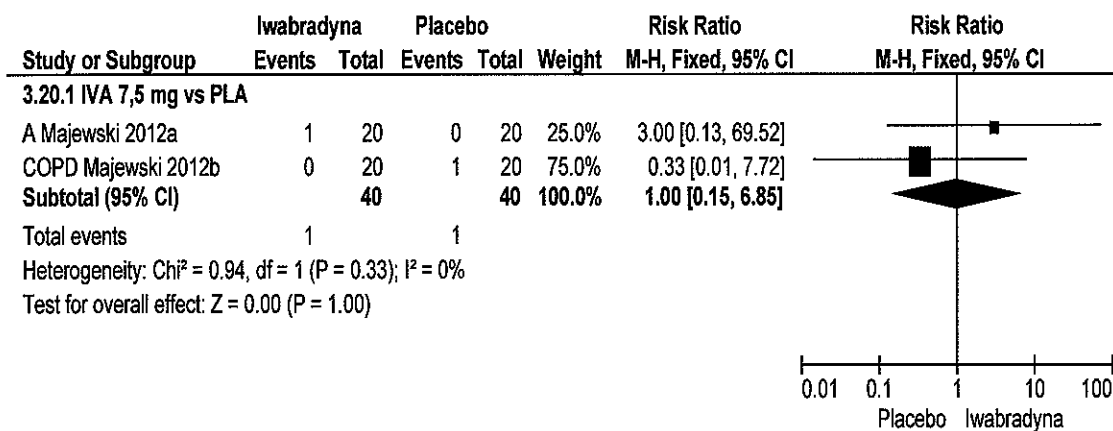 Iwabradyna Placebo Risk Ratio Risk Ratio
Study or Subgroup Events Total Events Total Weight M-H, Fixed, 95% CI M-H, Fixed, 95% CI
3.20.1 IVA 7,5 mg vs PLA
A Majewski 2012a 1 20 0 20 25.0% 3.00 [0.13, 69.52]
COPD Majewski 2012b 0 20 1 20 75.0% 0.33 [0.01, 7.72]
Subtotal (95% CI) 40 40 100.0% 1.00 [0.15, 6.85]
Total events 1 1
Heterogeneity: Chi² = 0.94, df = 1 (P = 0.33); I² = 0%
Test for overall effect: Z = 0.00 (P = 1.00)
0.01 0.1 1 10 100
Placebo Iwabradyna